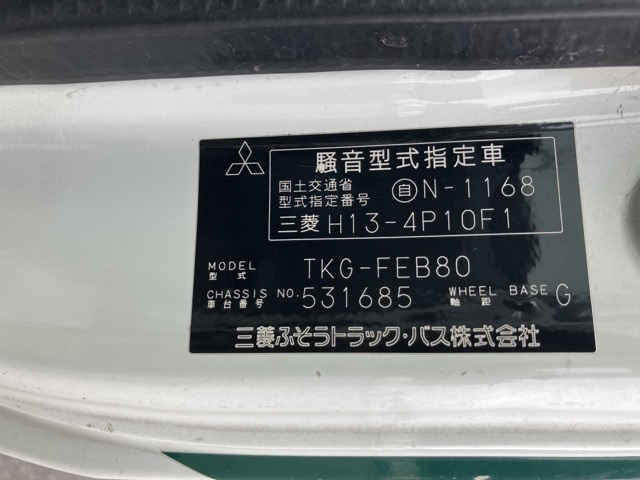 騒音型式指定車
国土交通省
型式指定番号 自N-1168
三菱 H13-4P10F1
MODEL
型式 TKG-FEB80
CHASSIS NO.
車台番号 531685 WHEEL BASE
軸距 G
三菱ふそうトラック・バス株式会社